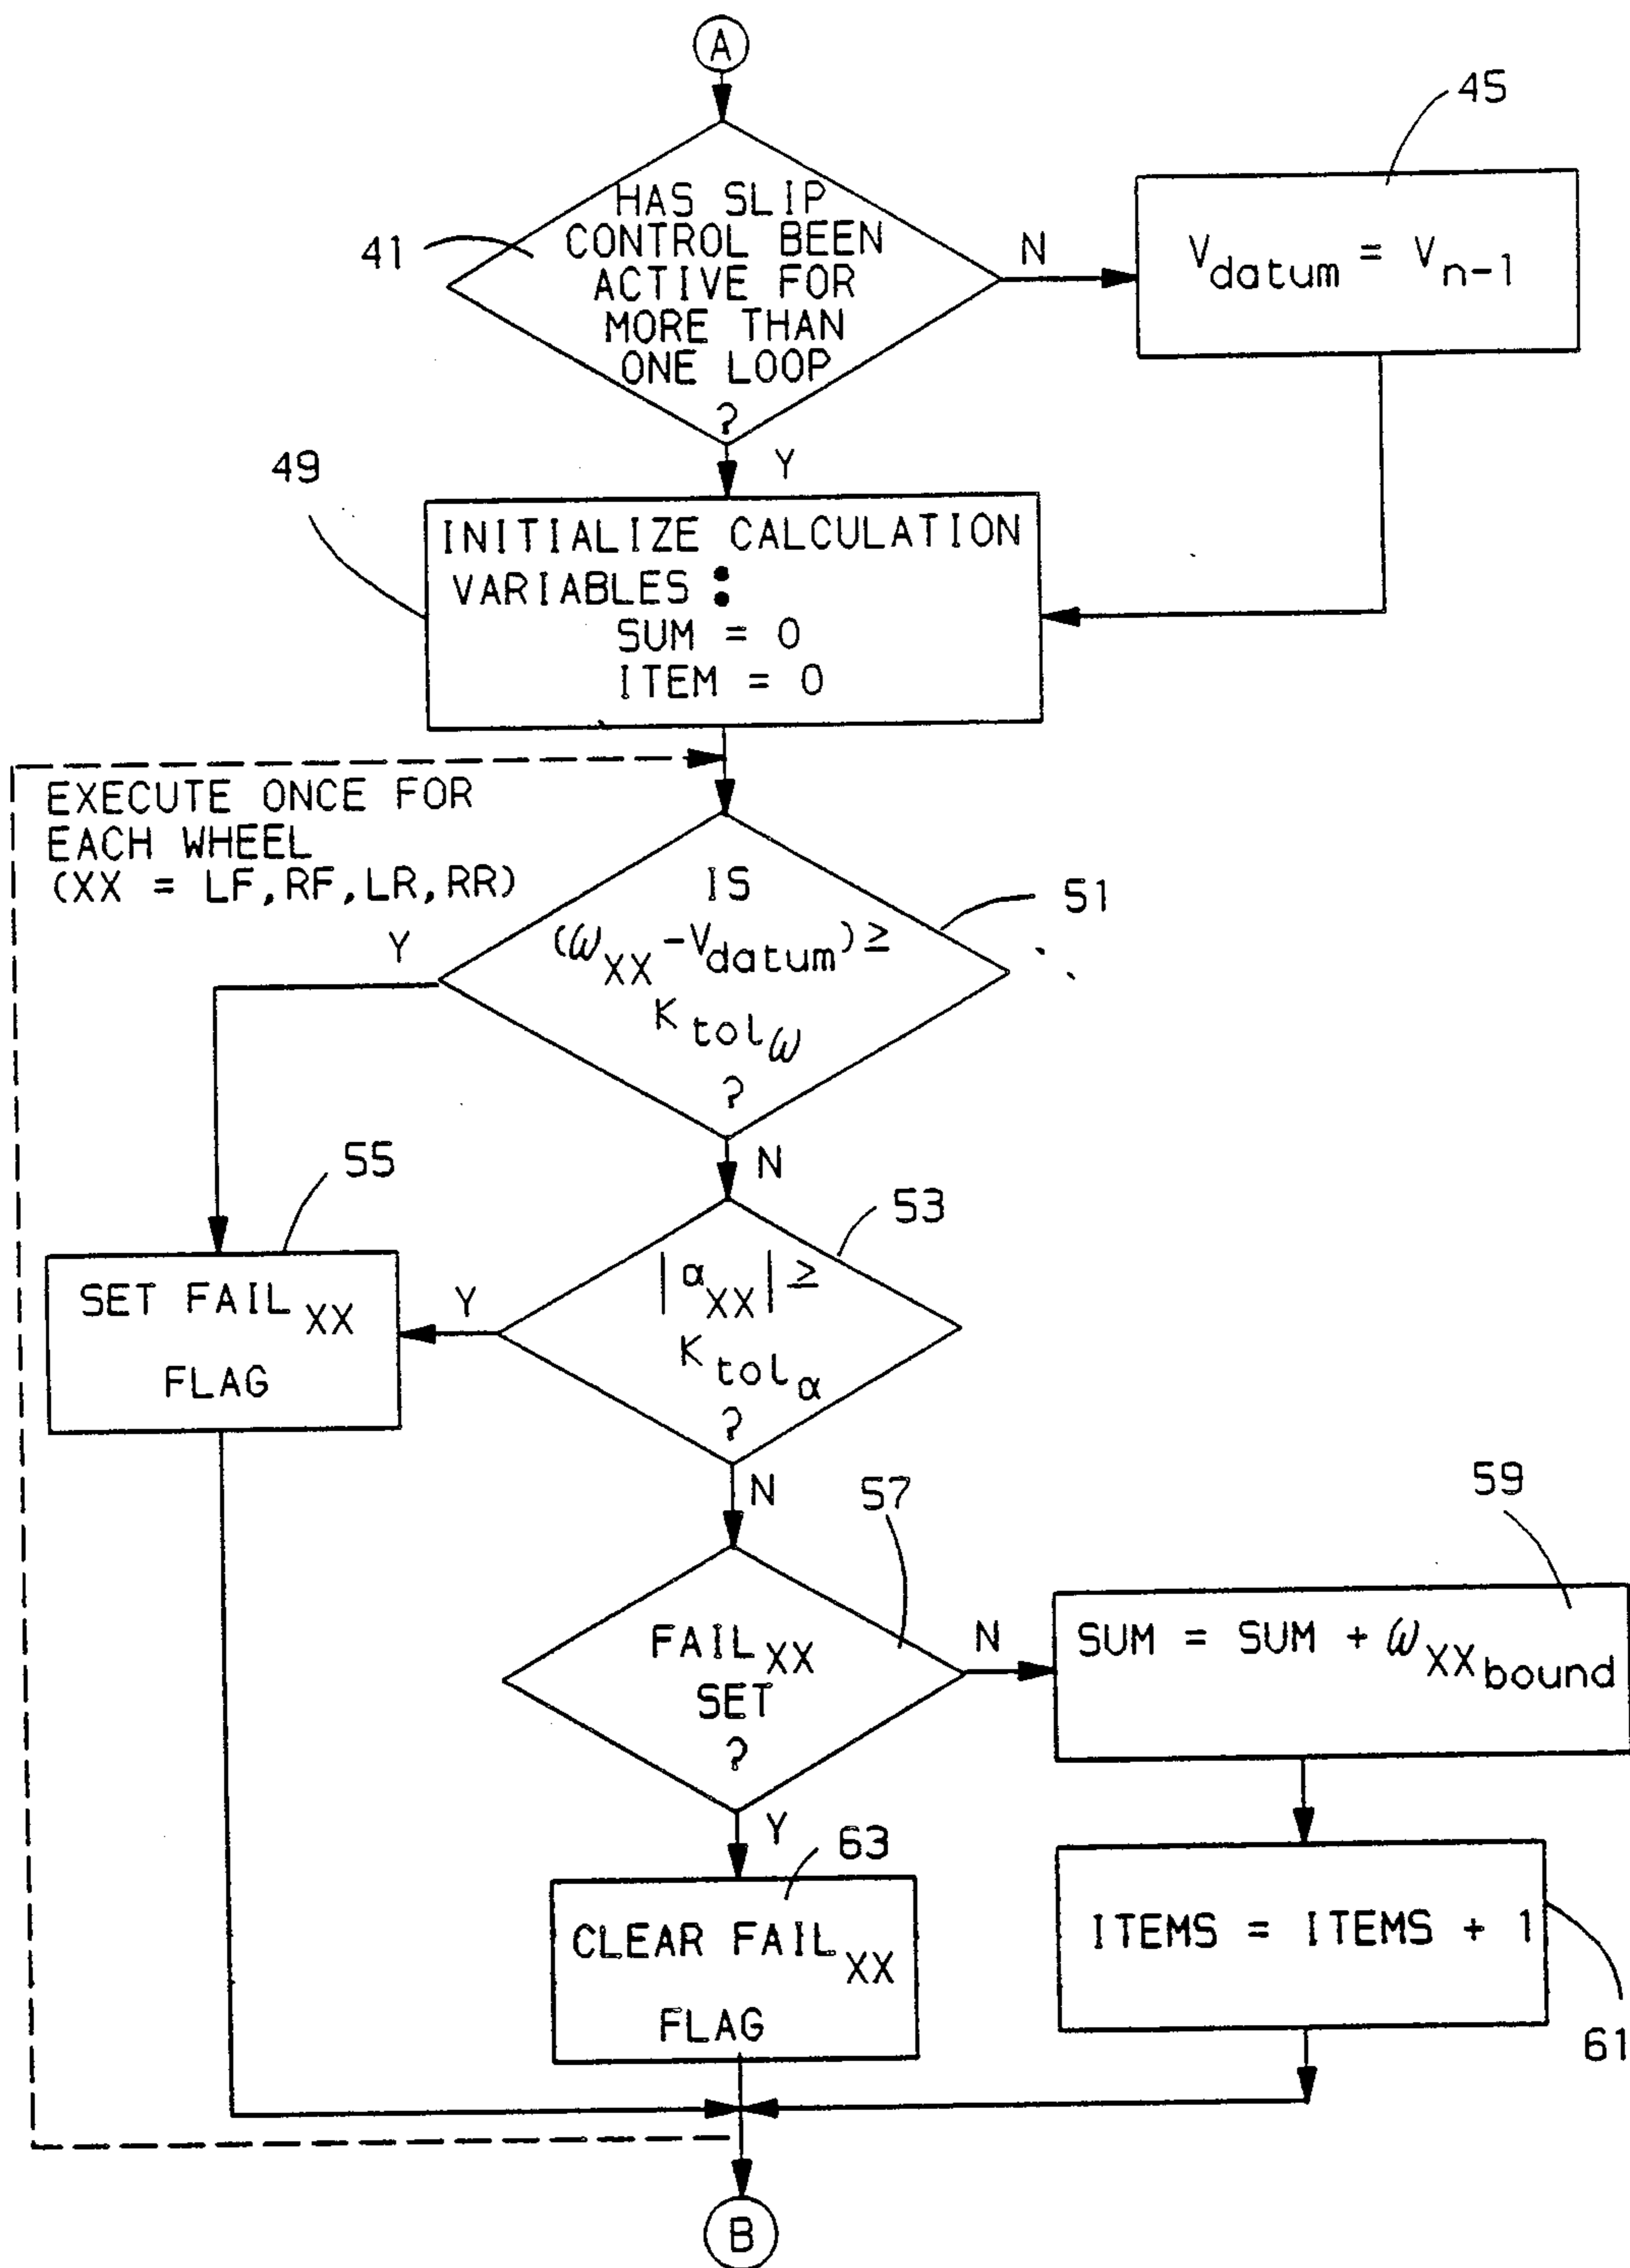 A
45
HAS SLIP
CONTROL BEEN
ACTIVE FOR
MORE THAN
ONE LOOP
?
41
N
V_datum = V_n-1
Y
49
INITIALIZE CALCULATION
VARIABLES :
SUM = 0
ITEM = 0
EXECUTE ONCE FOR
EACH WHEEL
(XX = LF,RF,LR,RR)
51
IS
(ω_XX - V_datum) ≥
K_tol_ω
?
Y
N
55
53
SET FAIL_XX
FLAG
Y
|α_XX| ≥
K_tol_α
?
N
57
59
FAIL_XX
SET
?
N
SUM = SUM + ω_XX_bound
Y
63
CLEAR FAIL_XX
FLAG
ITEMS = ITEMS + 1
61
B